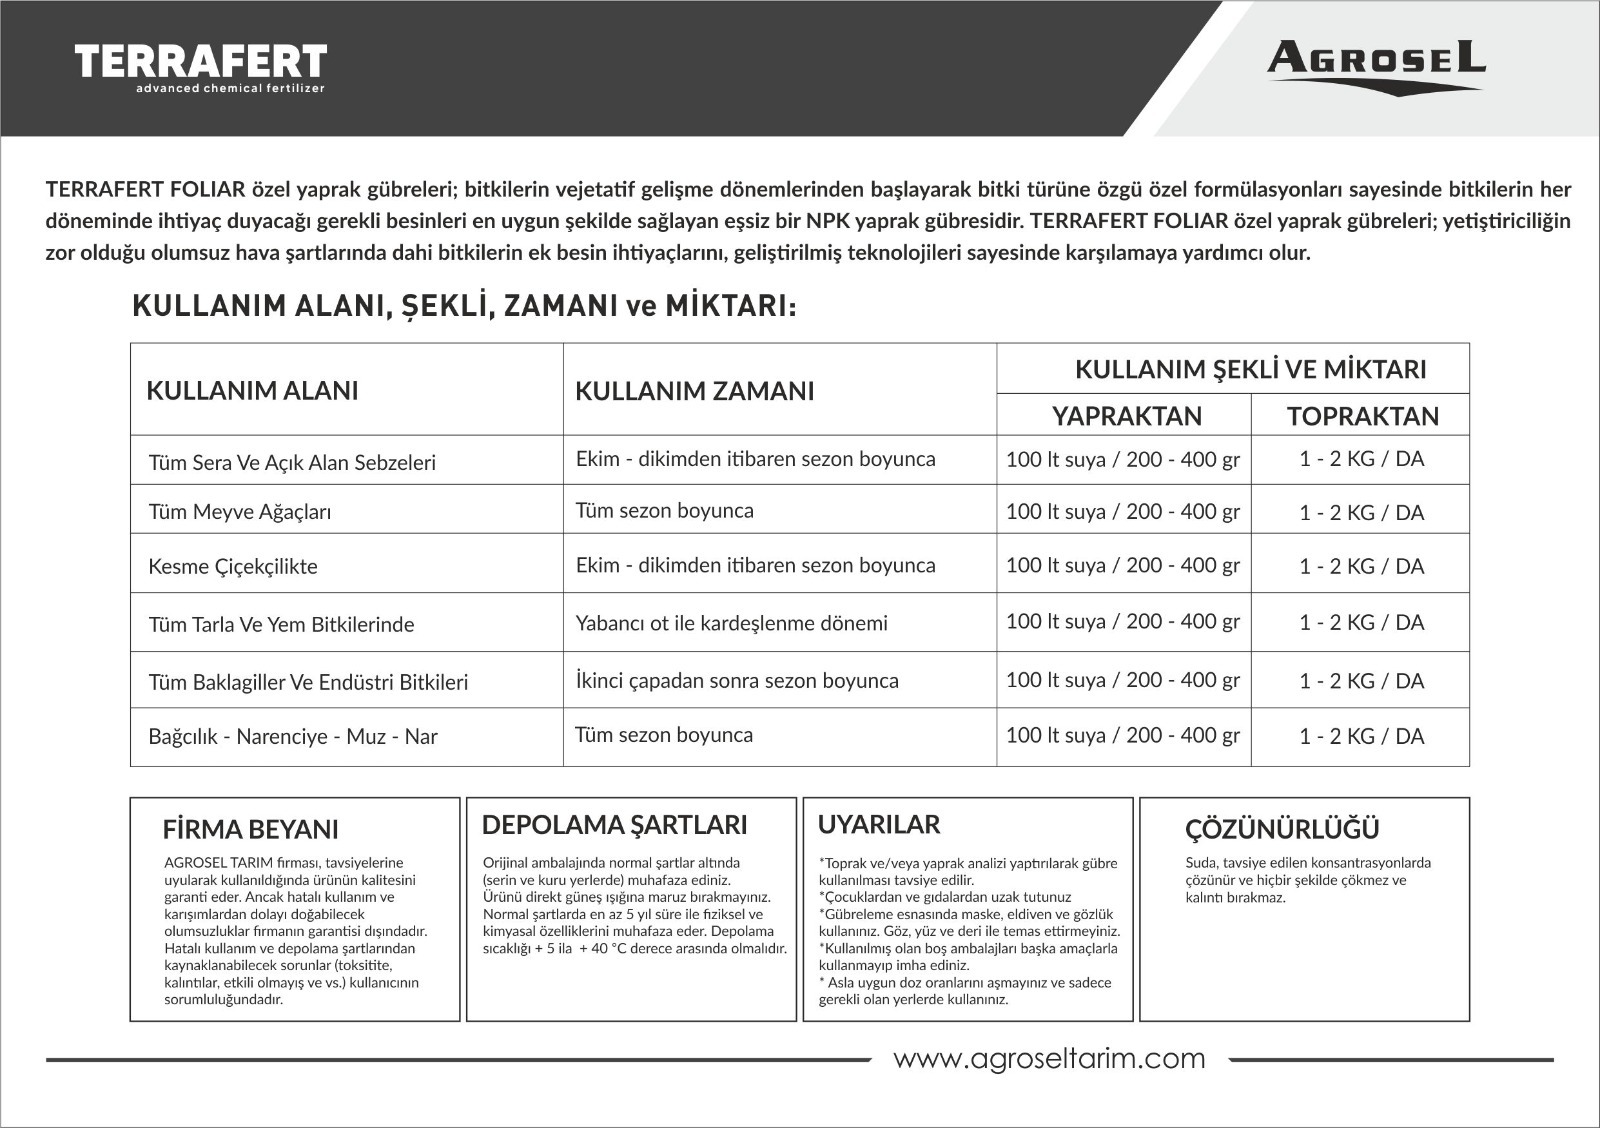 TERRAFERT
advanced chemical fertilizer
AGROSEL
TERRAFERT FOLIAR özel yaprak gübreleri; bitkilerin vejetatif gelişme dönemlerinden başlayarak bitki türüne özgü özel formülasyonları sayesinde bitkilerin her
döneminde ihtiyaç duyacağı gerekli besinleri en uygun şekilde sağlayan eşsiz bir NPK yaprak gübresidir. TERRAFERT FOLIAR özel yaprak gübreleri; yetiştiriciliğin
zor olduğu olumsuz hava şartlarında dahi bitkilerin ek besin ihtiyaçlarını, geliştirilmiş teknolojileri sayesinde karşılamaya yardımcı olur.
KULLANIM ALANI, ŞEKLİ, ZAMANI ve MİKTARI:
KULLANIM ALANI KULLANIM ZAMANI KULLANIM ŞEKLİ VE MİKTARI
YAPRAKTAN TOPRAKTAN
Tüm Sera Ve Açık Alan Sebzeleri Ekim - dikimden itibaren sezon boyunca 100 lt suya / 200 - 400 gr 1 - 2 KG / DA
Tüm Meyve Ağaçları Tüm sezon boyunca 100 lt suya / 200 - 400 gr 1 - 2 KG / DA
Kesme Çiçekçilikte Ekim - dikimden itibaren sezon boyunca 100 lt suya / 200 - 400 gr 1 - 2 KG / DA
Tüm Tarla Ve Yem Bitkilerinde Yabancı ot ile kardeşlenme dönemi 100 lt suya / 200 - 400 gr 1 - 2 KG / DA
Tüm Baklagiller Ve Endüstri Bitkileri İkinci çapadan sonra sezon boyunca 100 lt suya / 200 - 400 gr 1 - 2 KG / DA
Bağcılık - Narenciye - Muz - Nar Tüm sezon boyunca 100 lt suya / 200 - 400 gr 1 - 2 KG / DA
FİRMA BEYANI
AGROSEL TARIM firması, tavsiyelerine
uyularak kullanıldığında ürünün kalitesini
garanti eder. Ancak hatalı kullanım ve
karışımlardan dolayı doğabilecek
olumsuzluklar firmanın garantisi dışındadır.
Hatalı kullanım ve depolama şartlarından
kaynaklanabilecek sorunlar (toksitite,
kalıntılar, etkili olmayış ve vs.) kullanıcının
sorumluluğundadır.
DEPOLAMA ŞARTLARI
Orijinal ambalajında normal şartlar altında
(serin ve kuru yerlerde) muhafaza ediniz.
Ürünü direkt güneş ışığına maruz bırakmayınız.
Normal şartlarda en az 5 yıl süre ile fiziksel ve
kimyasal özelliklerini muhafaza eder. Depolama
sıcaklığı + 5 ila + 40 °C derece arasında olmalıdır.
UYARILAR
*Toprak ve/veya yaprak analizi yaptırılarak gübre
kullanılması tavsiye edilir.
*Çocuklardan ve gıdalardan uzak tutunuz
*Gübreleme esnasında maske, eldiven ve gözlük
kullanınız. Göz, yüz ve deri ile temas ettirmeyiniz.
*Kullanılmış olan boş ambalajları başka amaçlarla
kullanmayıp imha ediniz.
* Asla uygun doz oranlarını aşmayınız ve sadece
gerekli olan yerlerde kullanınız.
ÇÖZÜNÜRLÜĞÜ
Suda, tavsiye edilen konsantrasyonlarda
çözünür ve hiçbir şekilde çökmez ve
kalıntı bırakmaz.
www.agroseltarim.com